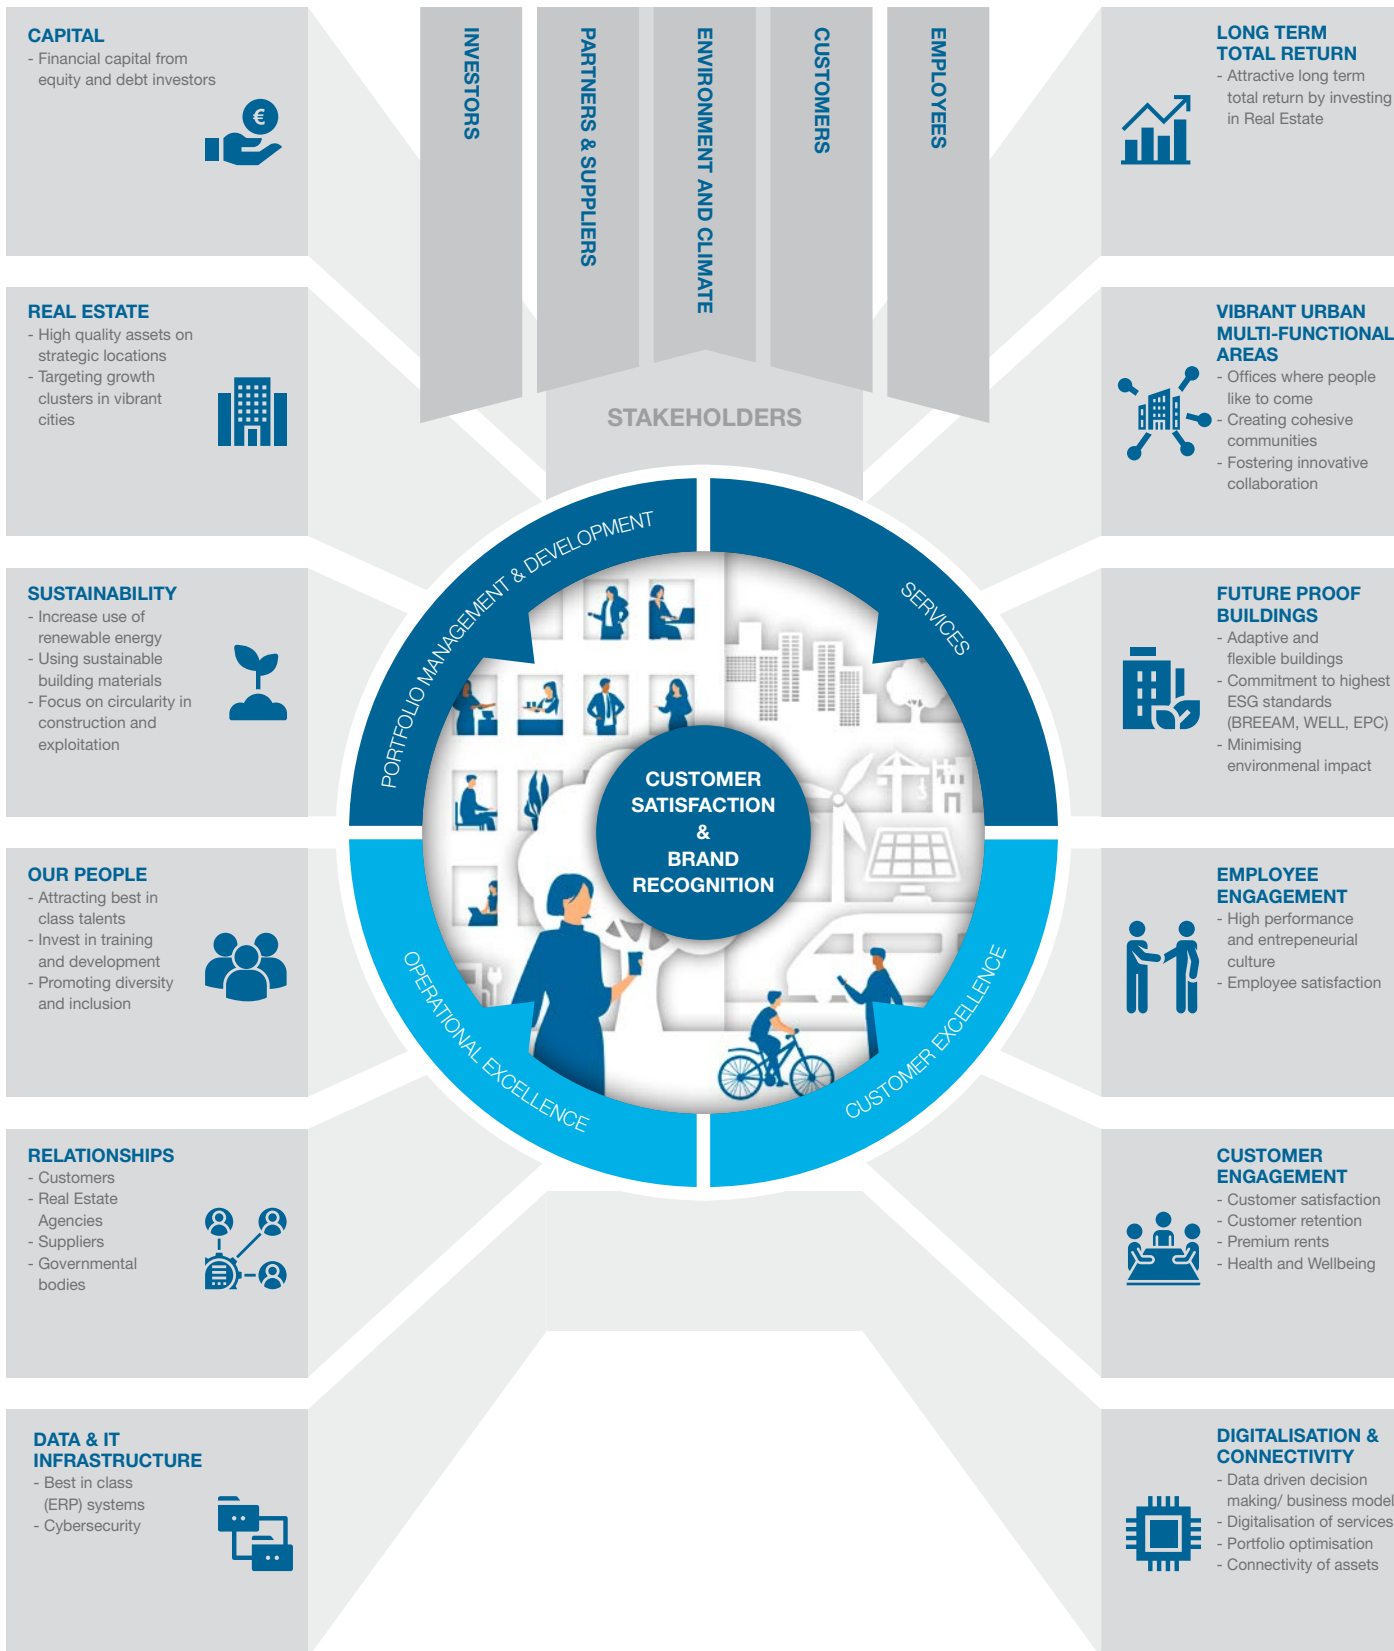 CAPITAL
- Financial capital from
equity and debt investors
REAL ESTATE
- High quality assets on
strategic locations
- Targeting growth
clusters in vibrant
cities
SUSTAINABILITY
- Increase use of
renewable energy
- Using sustainable
building materials
- Focus on circularity in
construction and
exploitation
OUR PEOPLE
- Attracting best in
class talents
- Invest in training
and development
- Promoting diversity
and inclusion
RELATIONSHIPS
- Customers
- Real Estate
Agencies
- Suppliers
- Governmental
bodies
DATA & IT
INFRASTRUCTURE
- Best in class
(ERP) systems
- Cybersecurity
INVESTORS
PARTNERS & SUPPLIERS
ENVIRONMENT AND CLIMATE
CUSTOMERS
EMPLOYEES
STAKEHOLDERS
PORTFOLIO MANAGEMENT & DEVELOPMENT
SERVICES
CUSTOMER
SATISFACTION
&
BRAND
RECOGNITION
OPERATIONAL EXCELLENCE
CUSTOMER EXCELLENCE
LONG TERM
TOTAL RETURN
- Attractive long term
total return by investing
in Real Estate
VIBRANT URBAN
MULTI-FUNCTIONAL
AREAS
- Offices where people
like to come
- Creating cohesive
communities
- Fostering innovative
collaboration
FUTURE PROOF
BUILDINGS
- Adaptive and
flexible buildings
- Commitment to highest
ESG standards
(BREEAM, WELL, EPC)
- Minimising
environmenal impact
EMPLOYEE
ENGAGEMENT
- High performance
and entrepeneurial
culture
- Employee satisfaction
CUSTOMER
ENGAGEMENT
- Customer satisfaction
- Customer retention
- Premium rents
- Health and Wellbeing
DIGITALISATION &
CONNECTIVITY
- Data driven decision
making/ business model
- Digitalisation of services
- Portfolio optimisation
- Connectivity of assets
€